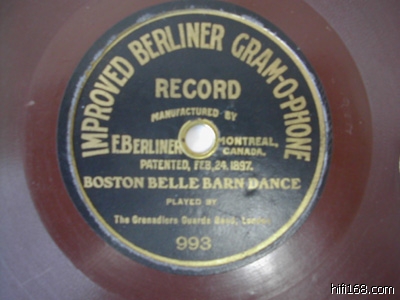 IMPROVED BERLINER GRAM-O-PHONE
RECORD
MANUFACTURED BY
E. BERLINER MONTREAL,
CANADA.
PATENTED, FEB. 24. 1897.
BOSTON BELLE BARN DANCE
PLAYED BY
The Grenadiers Guards Band, London
993
hifi168.com